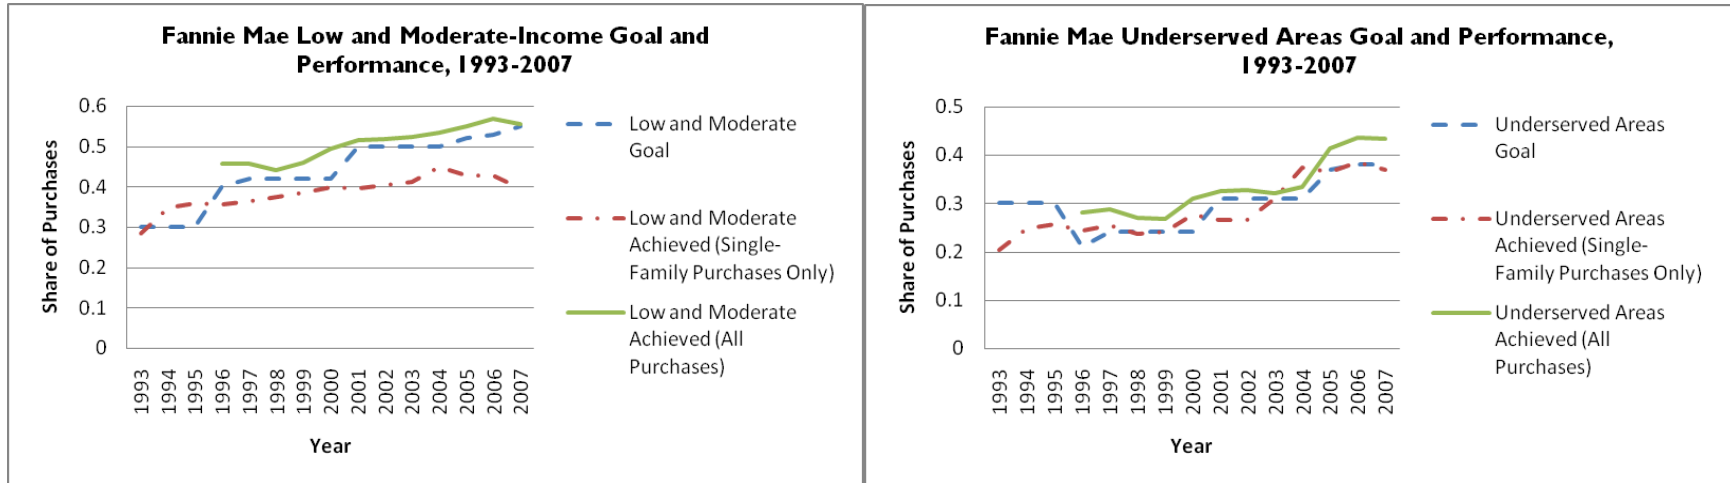 Fannie Mae Low and Moderate-Income Goal and
Performance, 1993-2007
Share of Purchases
0.6
0.5
0.4
0.3
0.2
0.1
0
1993
1994
1995
1996
1997
1998
1999
2000
2001
2002
2003
2004
2005
2006
2007
Year
Low and Moderate
Goal
Low and Moderate
Achieved (Single-
Family Purchases Only)
Low and Moderate
Achieved (All
Purchases)
Fannie Mae Underserved Areas Goal and Performance,
1993-2007
Share of Purchases
0.5
0.4
0.3
0.2
0.1
0
1993
1994
1995
1996
1997
1998
1999
2000
2001
2002
2003
2004
2005
2006
2007
Year
Underserved Areas
Goal
Underserved Areas
Achieved (Single-
Family Purchases Only)
Underserved Areas
Achieved (All
Purchases)